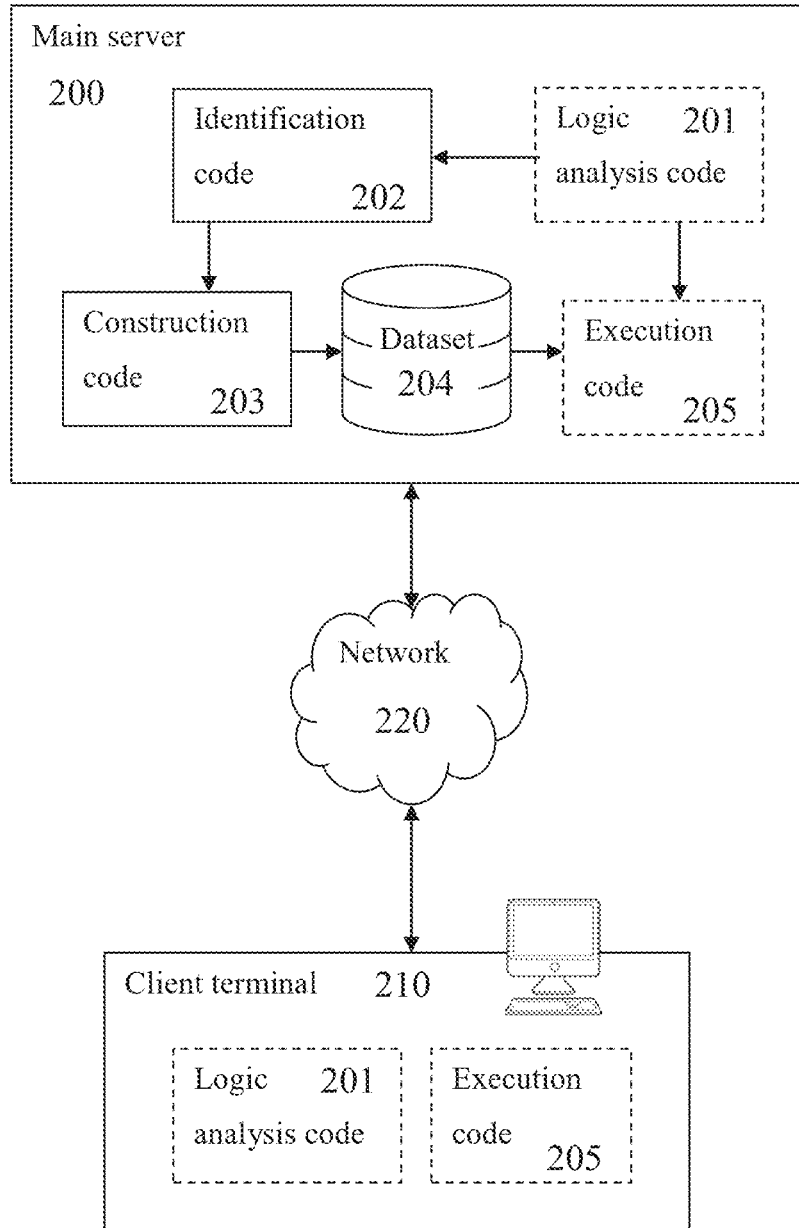 Main server
200
Identification
code
202
Logic 201
analysis code
Construction
code
203
Dataset
204
Execution
code
205
Network
220
Client terminal 210
Logic 201
analysis code
Execution
code
205